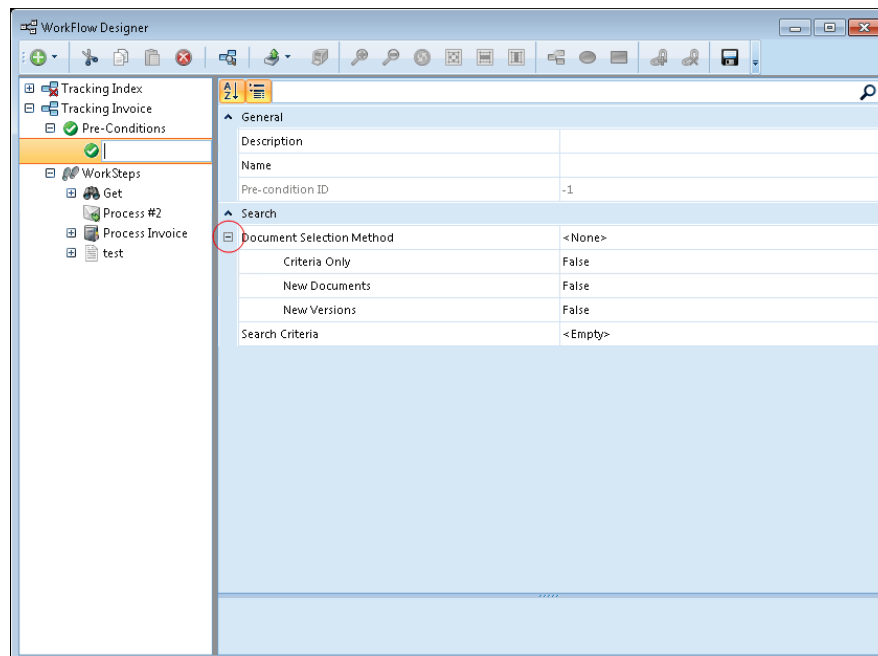 WorkFlow Designer
Tracking Index
Tracking Invoice
Pre-Conditions
WorkSteps
Get
Process #2
Process Invoice
test
General
Description
Name
Pre-condition ID -1
Search
Document Selection Method <None>
Criteria Only False
New Documents False
New Versions False
Search Criteria <Empty>